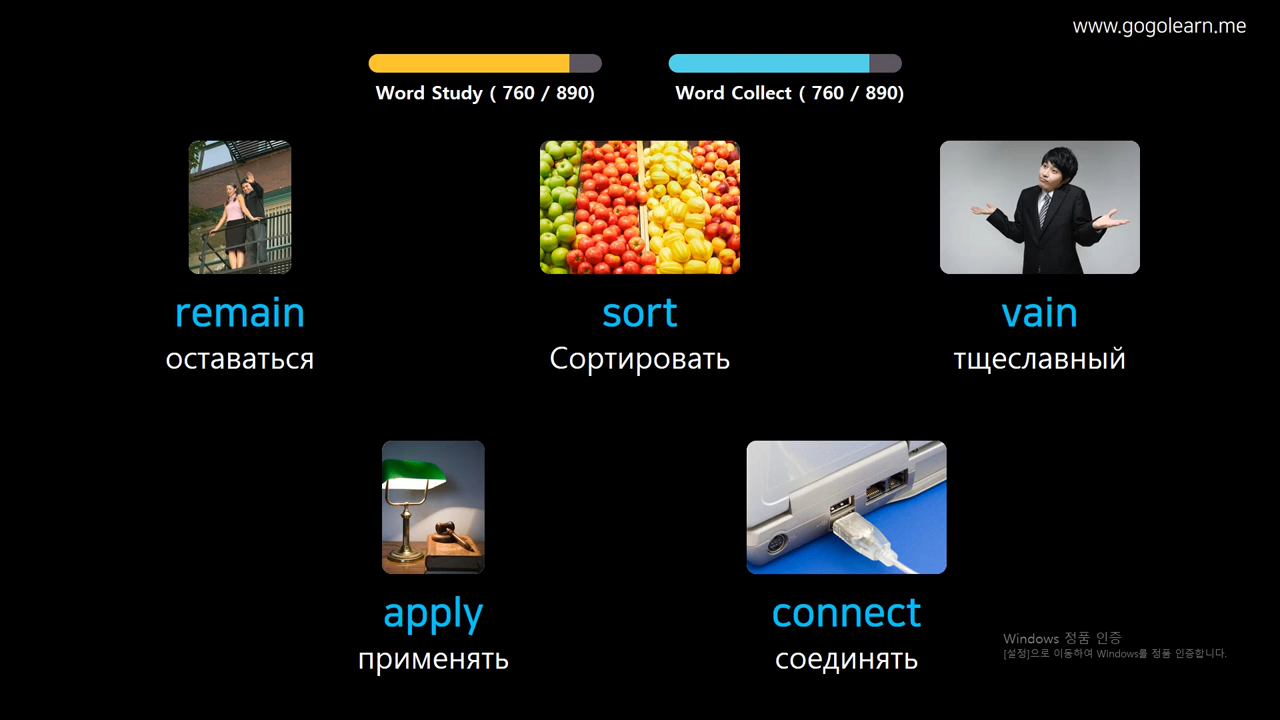 www.gogolearn.me
Word Study ( 760 / 890)
Word Collect ( 760 / 890)
remain
оставаться
sort
Сортировать
vain
тщеславный
apply
применять
connect
соединять
Windows 정품 인증
[설정]으로 이동하여 Windows를 정품 인증합니다.